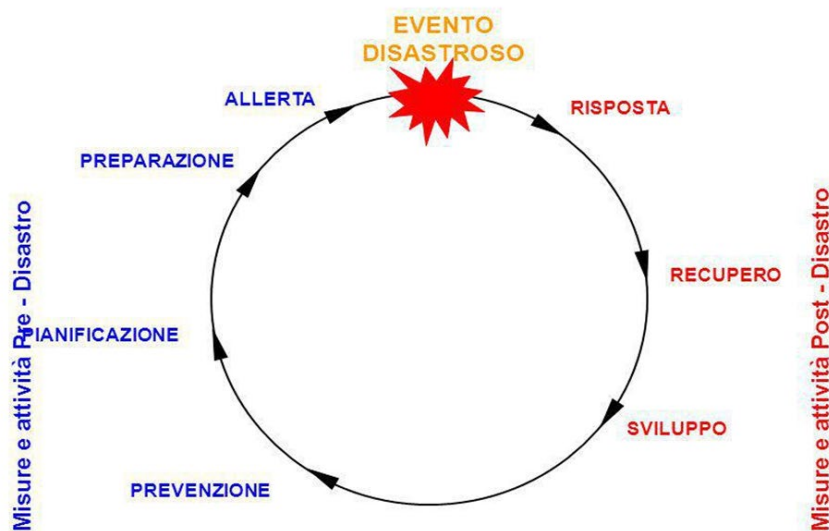 EVENTO
DISASTROSO
ALLERTA
RISPOSTA
PREPARAZIONE
RECUPERO
PIANIFICAZIONE
SVILUPPO
PREVENZIONE
Misure e attività Pre - Disastro
Misure e attività Post - Disastro